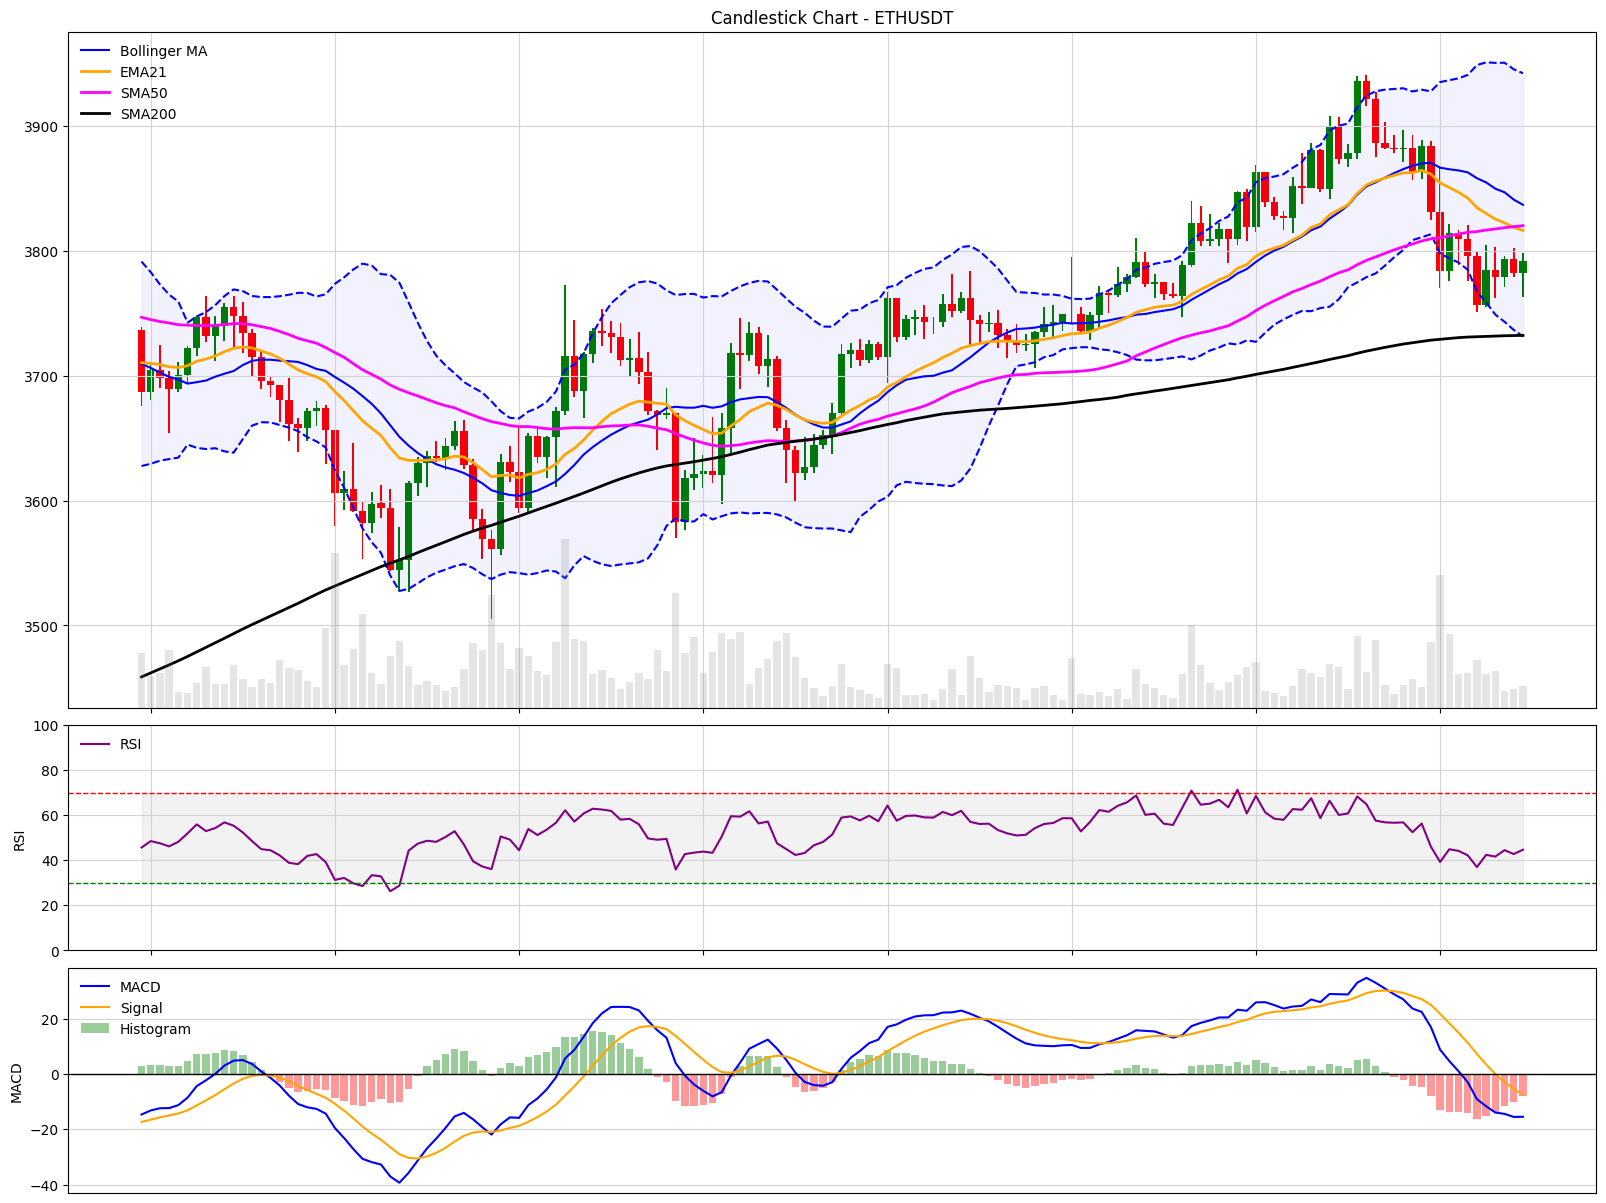 Candlestick Chart - ETHUSDT
Bollinger MA
EMA21
SMA50
SMA200
3900
3800
3700
3600
3500
RSI
100
80
60
40
20
0
RSI
MACD
Signal
Histogram
20
0
−20
−40
MACD